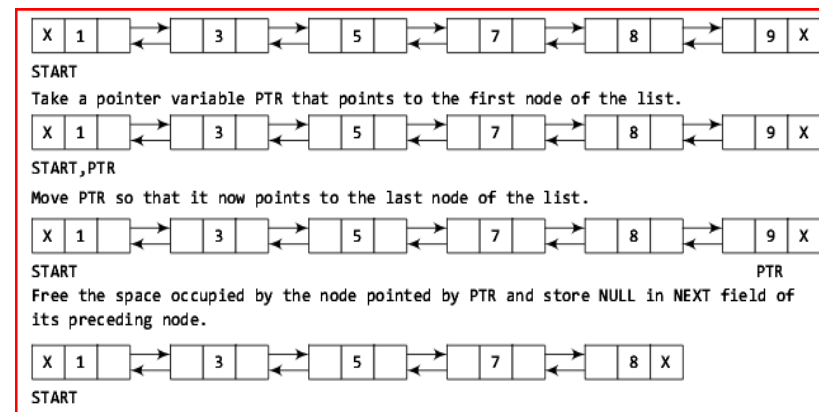 X 1 3 5 7 8 9 X
START
Take a pointer variable PTR that points to the first node of the list.
X 1 3 5 7 8 9 X
START,PTR
Move PTR so that it now points to the last node of the list.
X 1 3 5 7 8 9 X
START PTR
Free the space occupied by the node pointed by PTR and store NULL in NEXT field of
its preceding node.
X 1 3 5 7 8 X
START